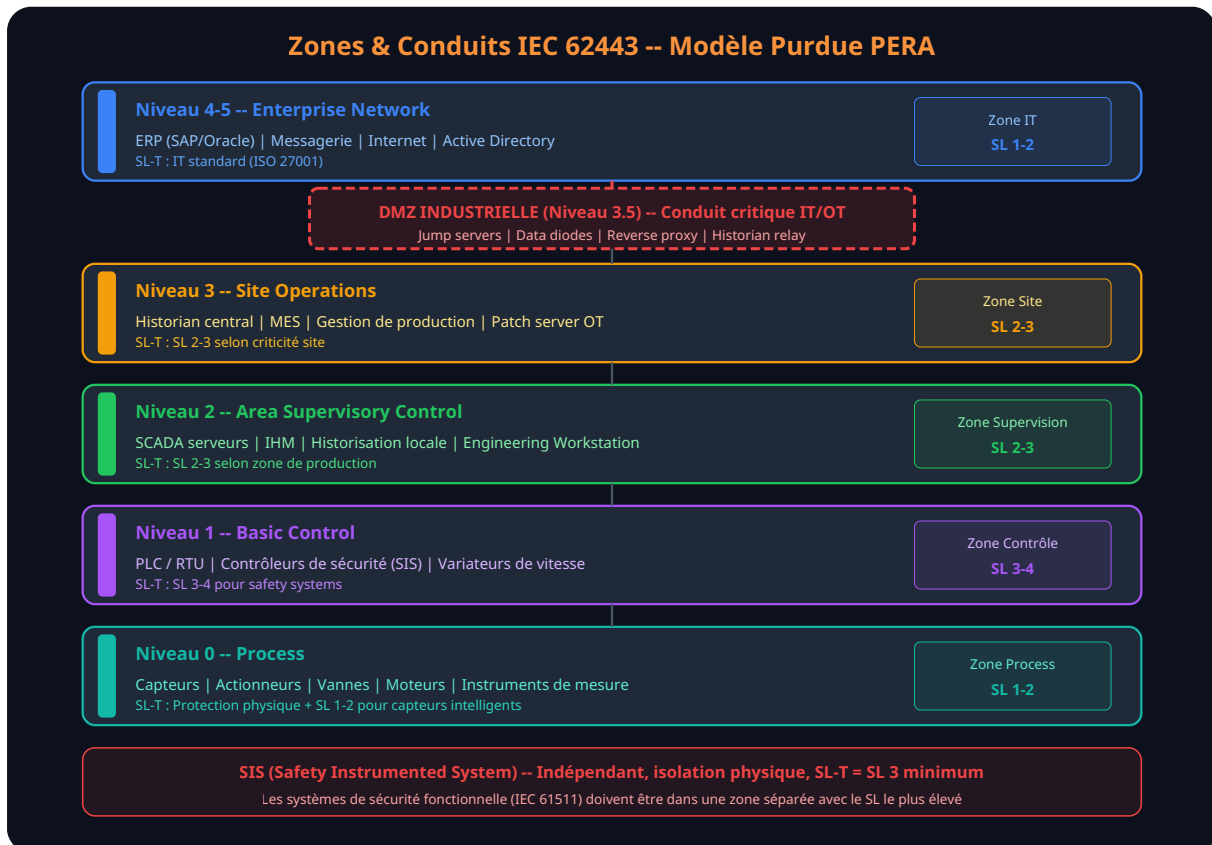 Zones & Conduits IEC 62443 -- Modèle Purdue PERA
Niveau 4-5 -- Enterprise Network
ERP (SAP/Oracle) | Messagerie | Internet | Active Directory
SL-T : IT standard (ISO 27001)
Zone IT
SL 1-2
DMZ INDUSTRIELLE (Niveau 3.5) -- Conduit critique IT/OT
Jump servers | Data diodes | Reverse proxy | Historian relay
Niveau 3 -- Site Operations
Historian central | MES | Gestion de production | Patch server OT
SL-T : SL 2-3 selon criticité site
Zone Site
SL 2-3
Niveau 2 -- Area Supervisory Control
SCADA serveurs | IHM | Historisation locale | Engineering Workstation
SL-T : SL 2-3 selon zone de production
Zone Supervision
SL 2-3
Niveau 1 -- Basic Control
PLC / RTU | Contrôleurs de sécurité (SIS) | Variateurs de vitesse
SL-T : SL 3-4 pour safety systems
Zone Contrôle
SL 3-4
Niveau 0 -- Process
Capteurs | Actionneurs | Vannes | Moteurs | Instruments de mesure
SL-T : Protection physique + SL 1-2 pour capteurs intelligents
Zone Process
SL 1-2
SIS (Safety Instrumented System) -- Indépendant, isolation physique, SL-T = SL 3 minimum
Les systèmes de sécurité fonctionnelle (IEC 61511) doivent être dans une zone séparée avec le SL le plus élevé